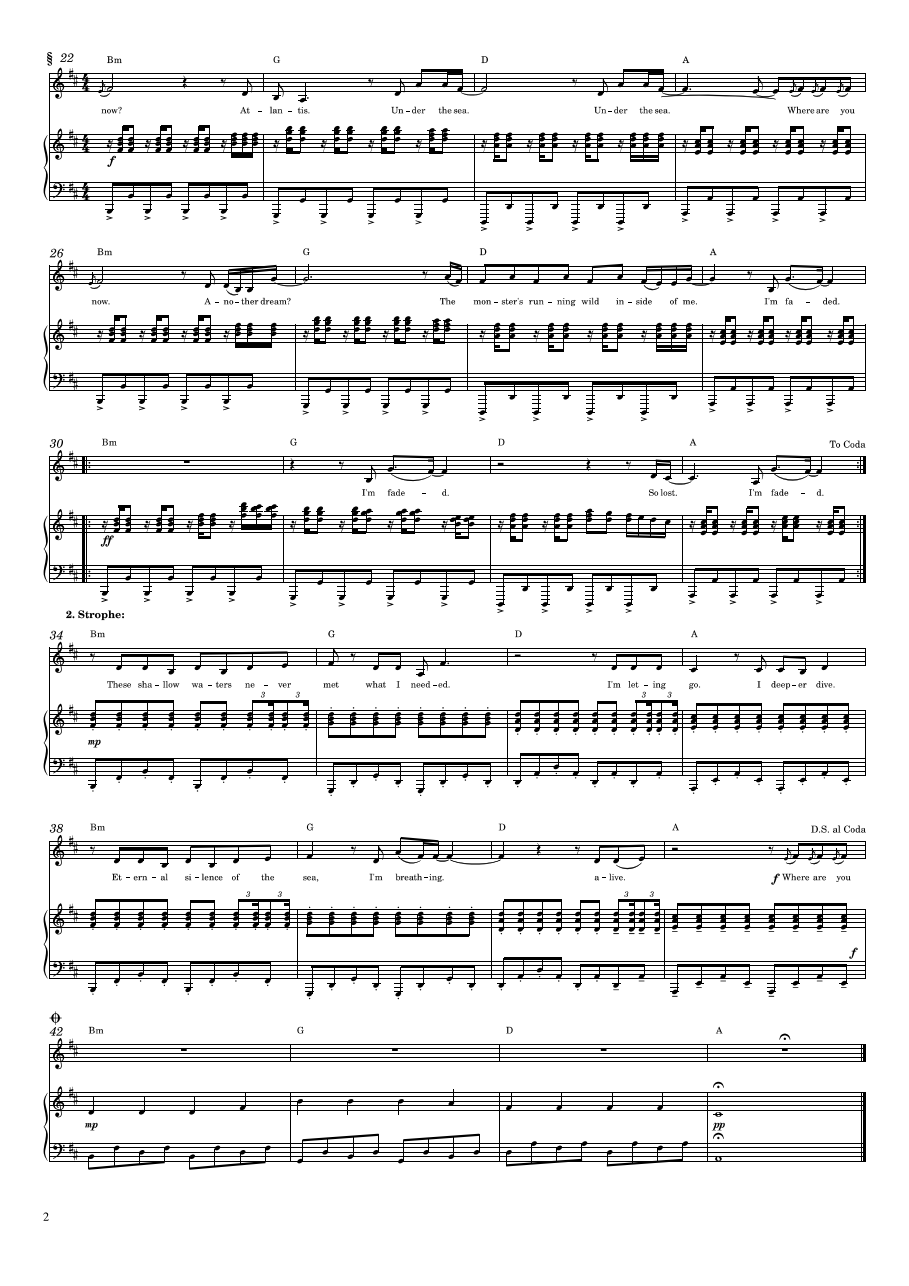 22 Bm G D A
now? At - lan - tis. Un - der the sea. Un - der the sea. Where are you
f
26 Bm G D A
now. A - no - ther dream? The mon - ster's run - ning wild in - side of me. I'm fa - ded.
30 Bm G D A To Coda
I'm fade - d. So lost. I'm fade - d.
ff
2. Strophe:
34 Bm G D A
These shal - low wa - ters ne - ver met what I need - ed. I'm let - ing go. I deep - er dive.
3 3 3 3
mp
38 Bm G D A D.S. al Coda
Et - ern - al si - lence of the sea, I'm breath - ing. a - live. f Where are you
3 3 3 3
f
42 Bm G D A
mp pp
2